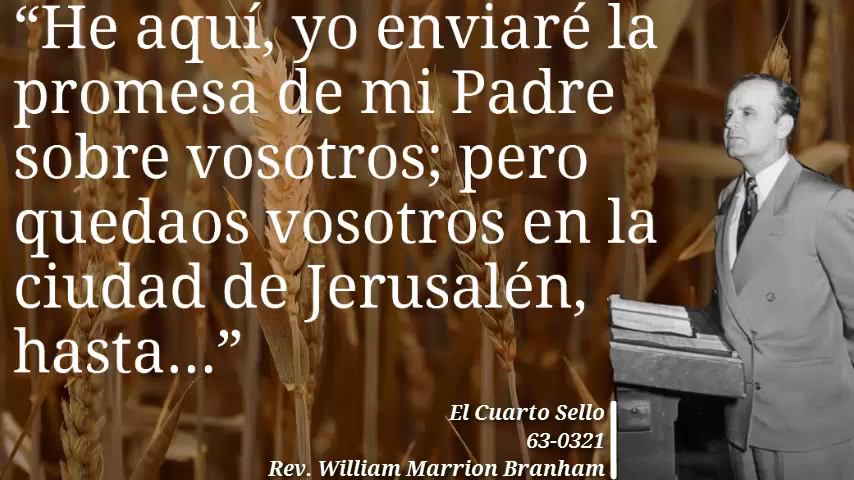 “He aquí, yo enviaré la
promesa de mi Padre
sobre vosotros; pero
quedaos vosotros en la
ciudad de Jerusalén,
hasta...”
El Cuarto Sello
63-0321
Rev. William Marrion Branham